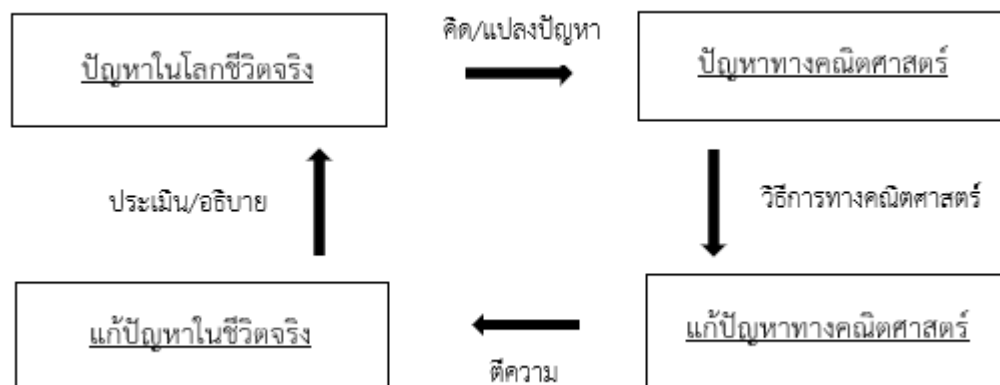 คิด/แปลงปัญหา
ปัญหาในโลกชีวิตจริง
ปัญหาทางคณิตศาสตร์
ประเมิน/อธิบาย
วิธีการทางคณิตศาสตร์
แก้ปัญหาในชีวิตจริง
แก้ปัญหาทางคณิตศาสตร์
ตีความ